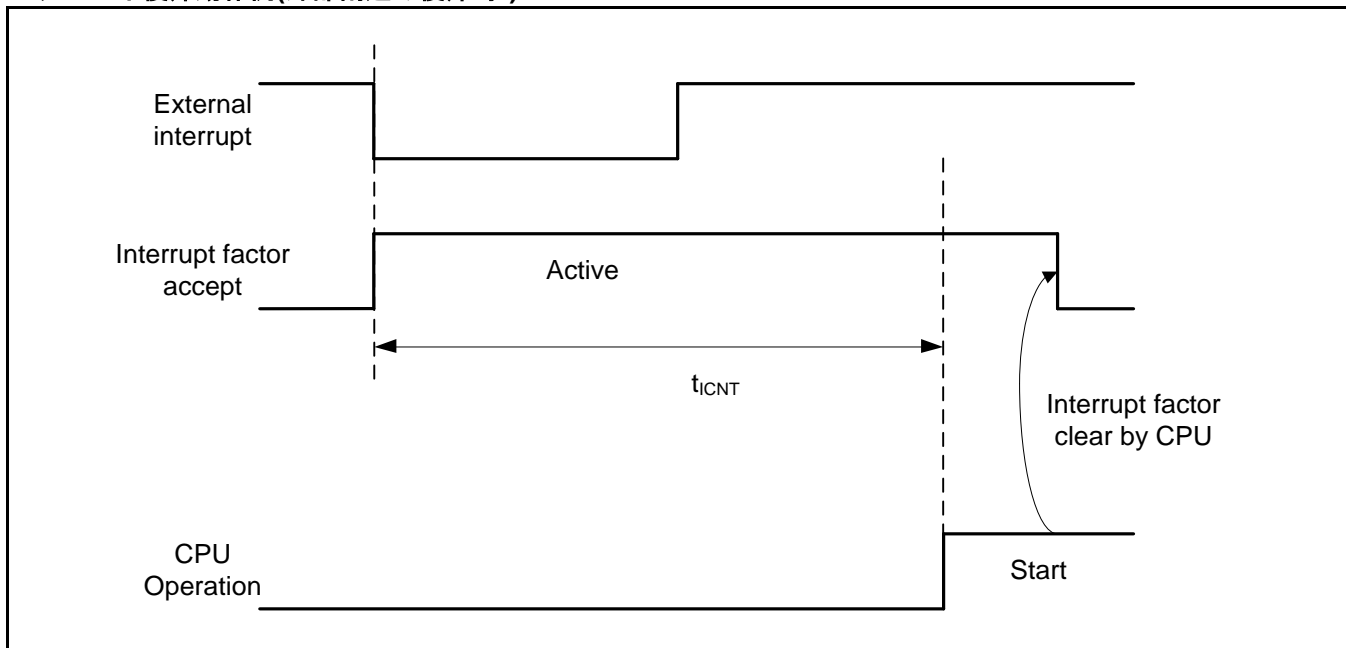 External
interrupt
Interrupt factor
accept
Active
tICNT
Interrupt factor
clear by CPU
CPU
Operation
Start